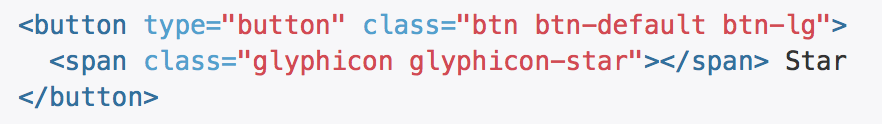 <button type="button" class="btn btn-default btn-lg">
  <span class="glyphicon glyphicon-star"></span> Star
</button>